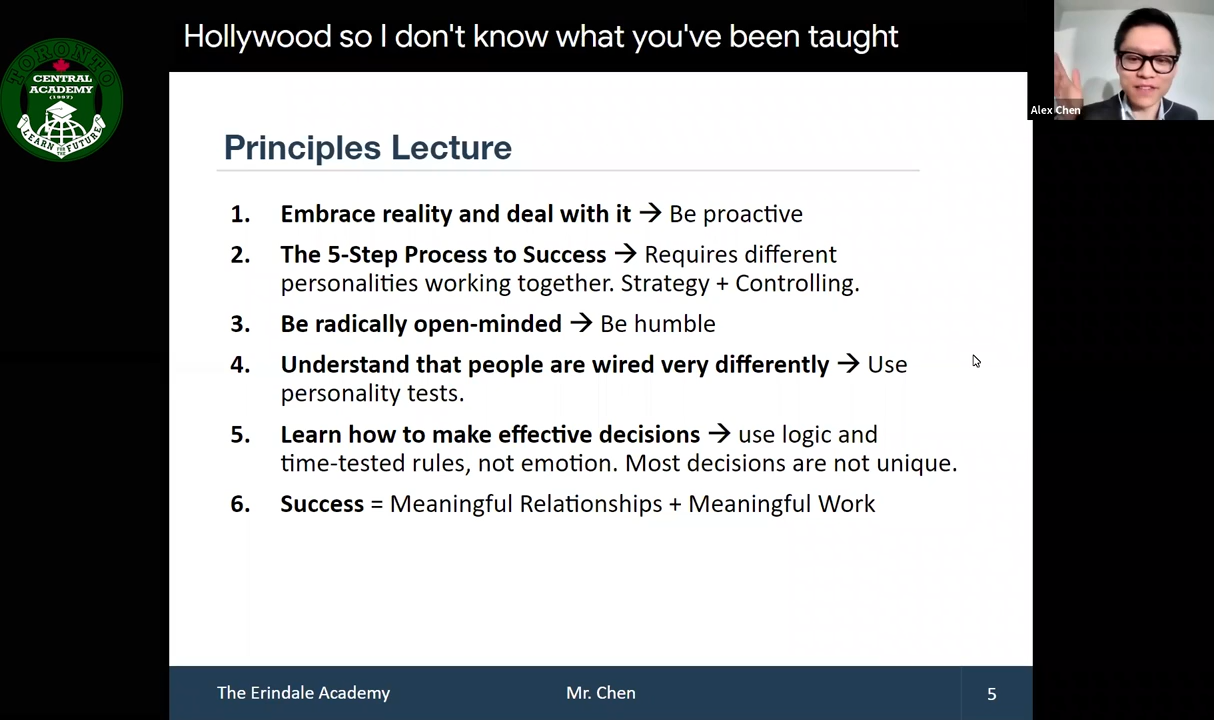 Hollywood so I don't know what you've been taught
TORONTO
CENTRAL
ACADEMY
(1997)
LEARN FOR THE FUTURE
Alex Chen
Principles Lecture
1. Embrace reality and deal with it → Be proactive
2. The 5-Step Process to Success → Requires different
personalities working together. Strategy + Controlling.
3. Be radically open-minded → Be humble
4. Understand that people are wired very differently → Use
personality tests.
5. Learn how to make effective decisions → use logic and
time-tested rules, not emotion. Most decisions are not unique.
6. Success = Meaningful Relationships + Meaningful Work
The Erindale Academy
Mr. Chen
5